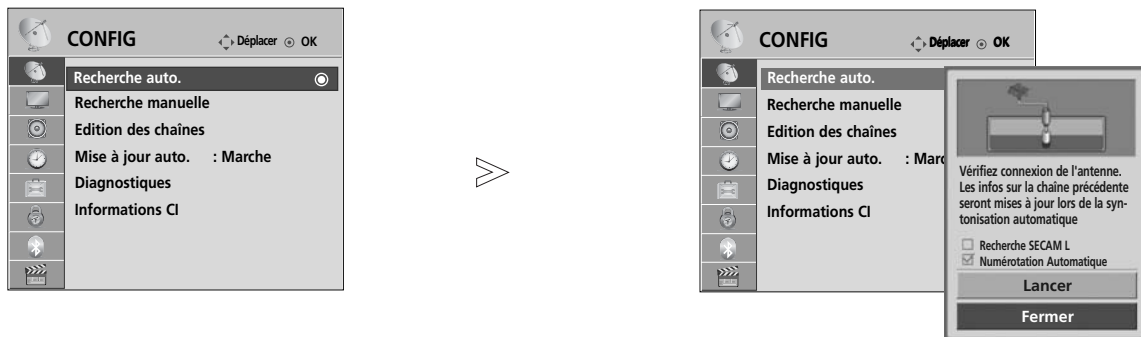 CONFIG Déplacer OK
Recherche auto.
Recherche manuelle
Edition des chaînes
Mise à jour auto. : Marche
Diagnostiques
Informations CI
CONFIG Déplacer OK
Recherche auto.
Recherche manuelle
Edition des chaînes
Mise à jour auto. : Marc
Diagnostiques
Informations CI
Vérifiez connexion de l'antenne.
Les infos sur la chaîne précédente
seront mises à jour lors de la syn-
tonisation automatique
Recherche SECAM L
Numérotation Automatique
Lancer
Fermer